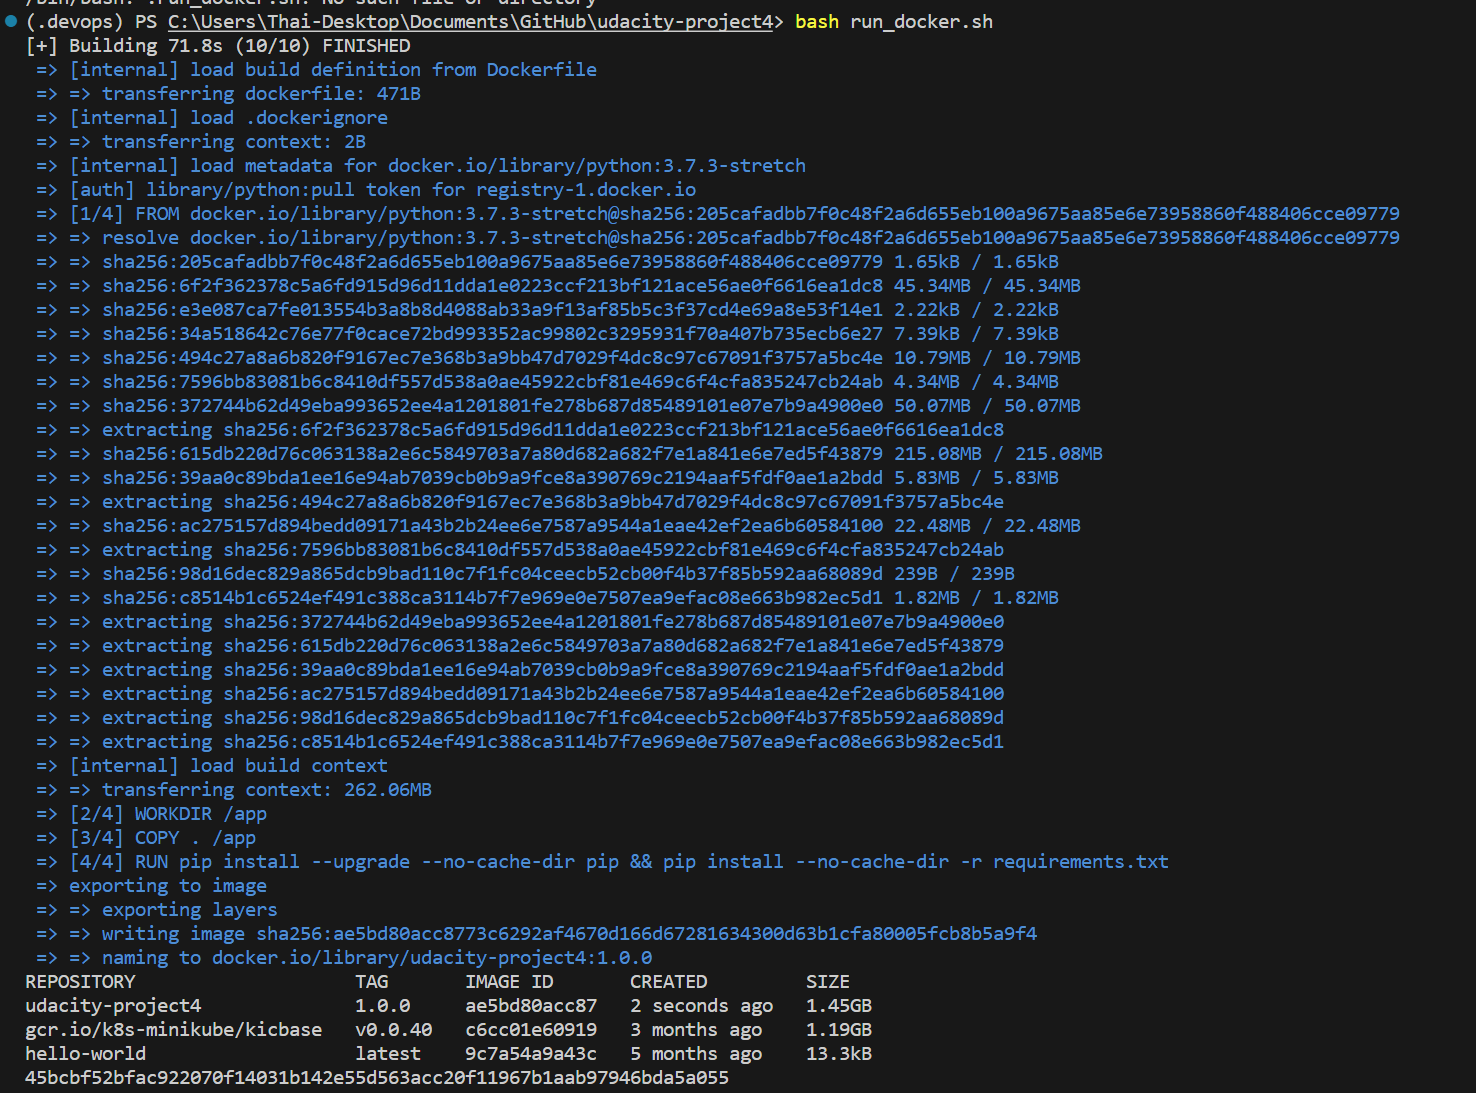 /bin/bash: .run_docker.sh: No such file or directory
(.devops) PS C:\Users\Thai-Desktop\Documents\GitHub\udacity-project4> bash run_docker.sh
[+] Building 71.8s (10/10) FINISHED
=> [internal] load build definition from Dockerfile
=> => transferring dockerfile: 471B
=> [internal] load .dockerignore
=> => transferring context: 2B
=> [internal] load metadata for docker.io/library/python:3.7.3-stretch
=> [auth] library/python:pull token for registry-1.docker.io
=> [1/4] FROM docker.io/library/python:3.7.3-stretch@sha256:205cafadbb7f0c48f2a6d655eb100a9675aa85e6e73958860f488406cce09779
=> => resolve docker.io/library/python:3.7.3-stretch@sha256:205cafadbb7f0c48f2a6d655eb100a9675aa85e6e73958860f488406cce09779
=> => sha256:205cafadbb7f0c48f2a6d655eb100a9675aa85e6e73958860f488406cce09779 1.65kB / 1.65kB
=> => sha256:6f2f362378c5a6fd915d96d11dda1e0223ccf213bf121ace56ae0f6616ea1dc8 45.34MB / 45.34MB
=> => sha256:e3e087ca7fe013554b3a8b8d4088ab33a9f13af85b5c3f37cd4e69a8e53f14e1 2.22kB / 2.22kB
=> => sha256:34a518642c76e77f0cace72bd993352ac99802c3295931f70a407b735ecb6e27 7.39kB / 7.39kB
=> => sha256:494c27a8a6b820f9167ec7e368b3a9bb47d7029f4dc8c97c67091f3757a5bc4e 10.79MB / 10.79MB
=> => sha256:7596bb83081b6c8410df557d538a0ae45922cbf81e469c6f4cfa835247cb24ab 4.34MB / 4.34MB
=> => sha256:372744b62d49eba993652ee4a1201801fe278b687d85489101e07e7b9a4900e0 50.07MB / 50.07MB
=> => extracting sha256:6f2f362378c5a6fd915d96d11dda1e0223ccf213bf121ace56ae0f6616ea1dc8
=> => sha256:615db220d76c063138a2e6c5849703a7a80d682a682f7e1a841e6e7ed5f43879 215.08MB / 215.08MB
=> => sha256:39aa0c89bda1ee16e94ab7039cb0b9a9fce8a390769c2194aaf5fdf0ae1a2bdd 5.83MB / 5.83MB
=> => extracting sha256:494c27a8a6b820f9167ec7e368b3a9bb47d7029f4dc8c97c67091f3757a5bc4e
=> => sha256:ac275157d894bedd09171a43b2b24ee6e7587a9544a1eae42ef2ea6b60584100 22.48MB / 22.48MB
=> => extracting sha256:7596bb83081b6c8410df557d538a0ae45922cbf81e469c6f4cfa835247cb24ab
=> => sha256:98d16dec829a865dcb9bad110c7f1fc04ceecb52cb00f4b37f85b592aa68089d 239B / 239B
=> => sha256:c8514b1c6524ef491c388ca3114b7f7e969e0e7507ea9efac08e663b982ec5d1 1.82MB / 1.82MB
=> => extracting sha256:372744b62d49eba993652ee4a1201801fe278b687d85489101e07e7b9a4900e0
=> => extracting sha256:615db220d76c063138a2e6c5849703a7a80d682a682f7e1a841e6e7ed5f43879
=> => extracting sha256:39aa0c89bda1ee16e94ab7039cb0b9a9fce8a390769c2194aaf5fdf0ae1a2bdd
=> => extracting sha256:ac275157d894bedd09171a43b2b24ee6e7587a9544a1eae42ef2ea6b60584100
=> => extracting sha256:98d16dec829a865dcb9bad110c7f1fc04ceecb52cb00f4b37f85b592aa68089d
=> => extracting sha256:c8514b1c6524ef491c388ca3114b7f7e969e0e7507ea9efac08e663b982ec5d1
=> [internal] load build context
=> => transferring context: 262.06MB
=> [2/4] WORKDIR /app
=> [3/4] COPY . /app
=> [4/4] RUN pip install --upgrade --no-cache-dir pip && pip install --no-cache-dir -r requirements.txt
=> exporting to image
=> => exporting layers
=> => writing image sha256:ae5bd80acc8773c6292af4670d166d67281634300d63b1cfa80005fcb8b5a9f4
=> => naming to docker.io/library/udacity-project4:1.0.0
REPOSITORY TAG IMAGE ID CREATED SIZE
udacity-project4 1.0.0 ae5bd80acc87 2 seconds ago 1.45GB
gcr.io/k8s-minikube/kicbase v0.0.40 c6cc01e60919 3 months ago 1.19GB
hello-world latest 9c7a54a9a43c 5 months ago 13.3kB
45bcbf52bfac922070f14031b142e55d563acc20f11967b1aab97946bda5a055